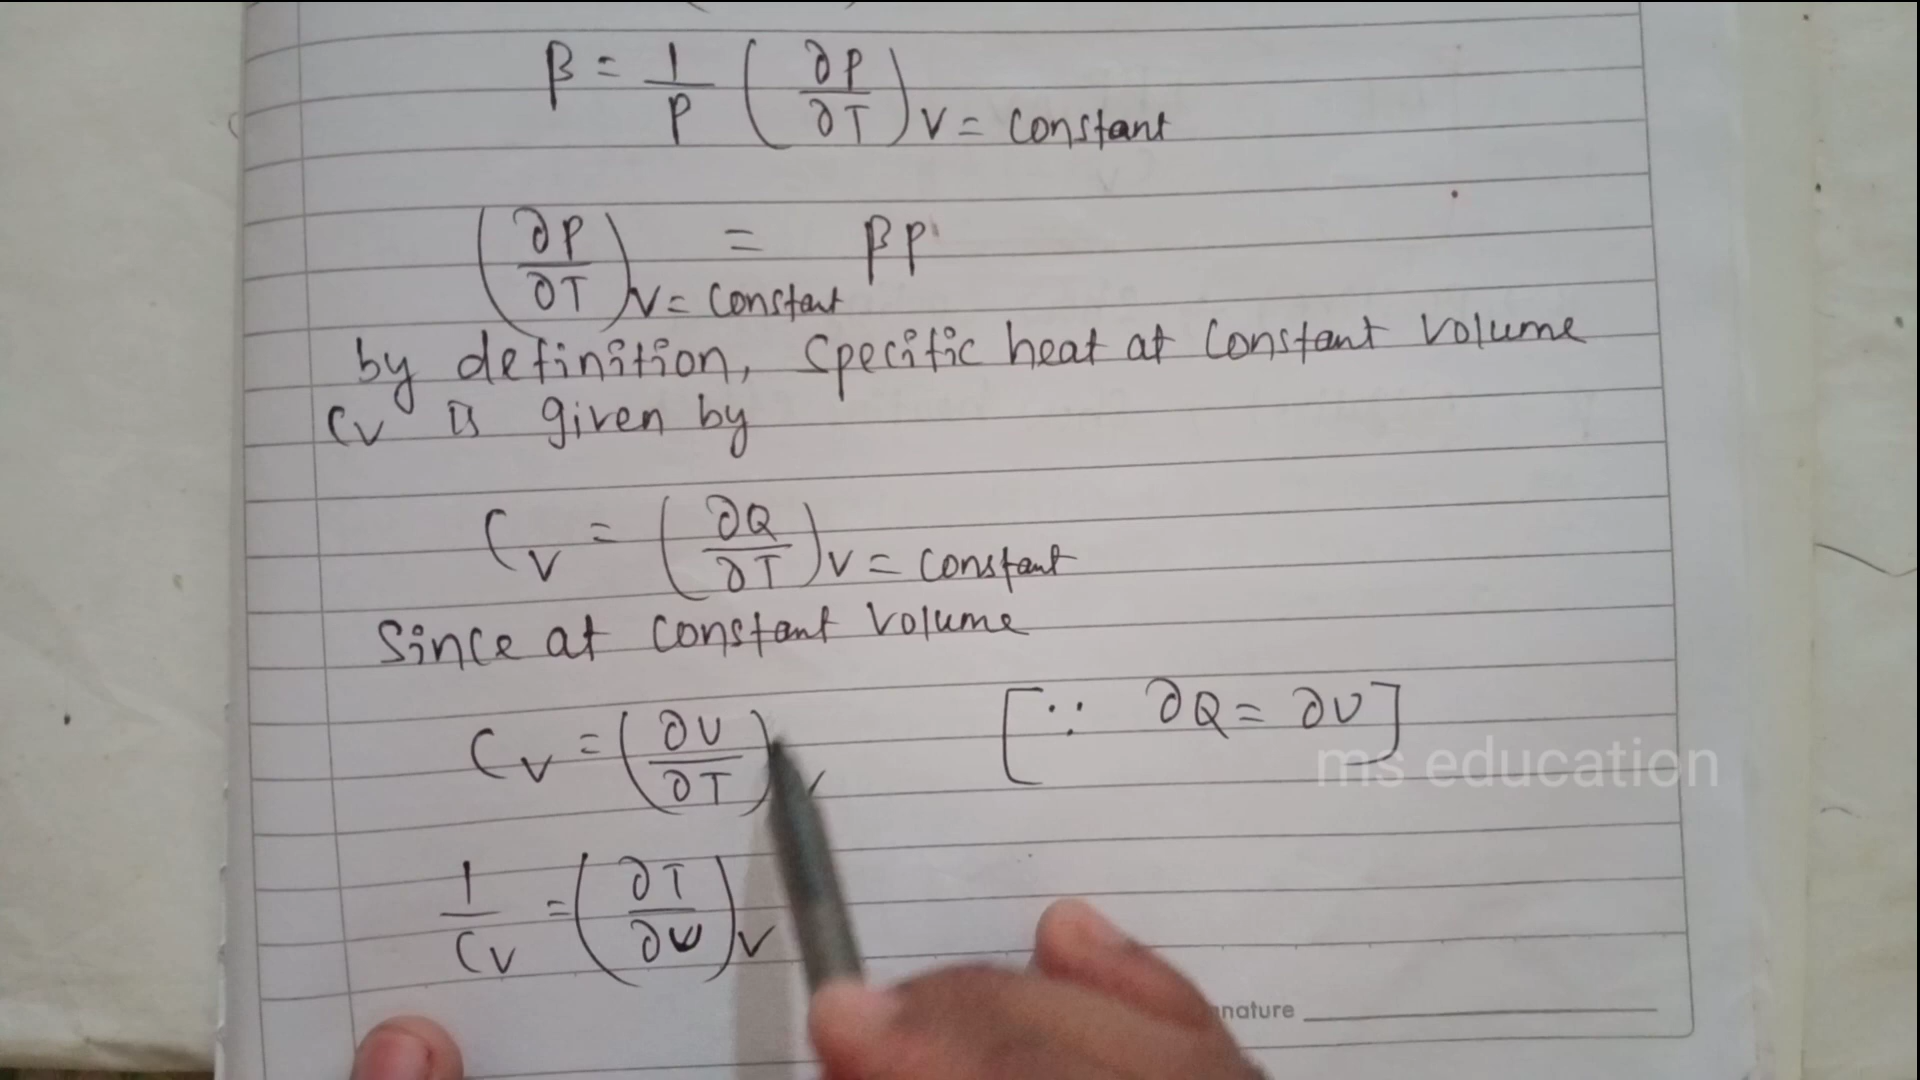 β = 1/P (∂P/∂T) V = constant
(∂P/∂T) V = constant = βP
by definition, specific heat at constant volume
Cv is given by
Cv = (∂Q/∂T) V = constant
Since at constant volume
Cv = (∂U/∂T)v [∵ ∂Q = ∂U]
ms education
1/Cv = (∂T/∂U)v
nature